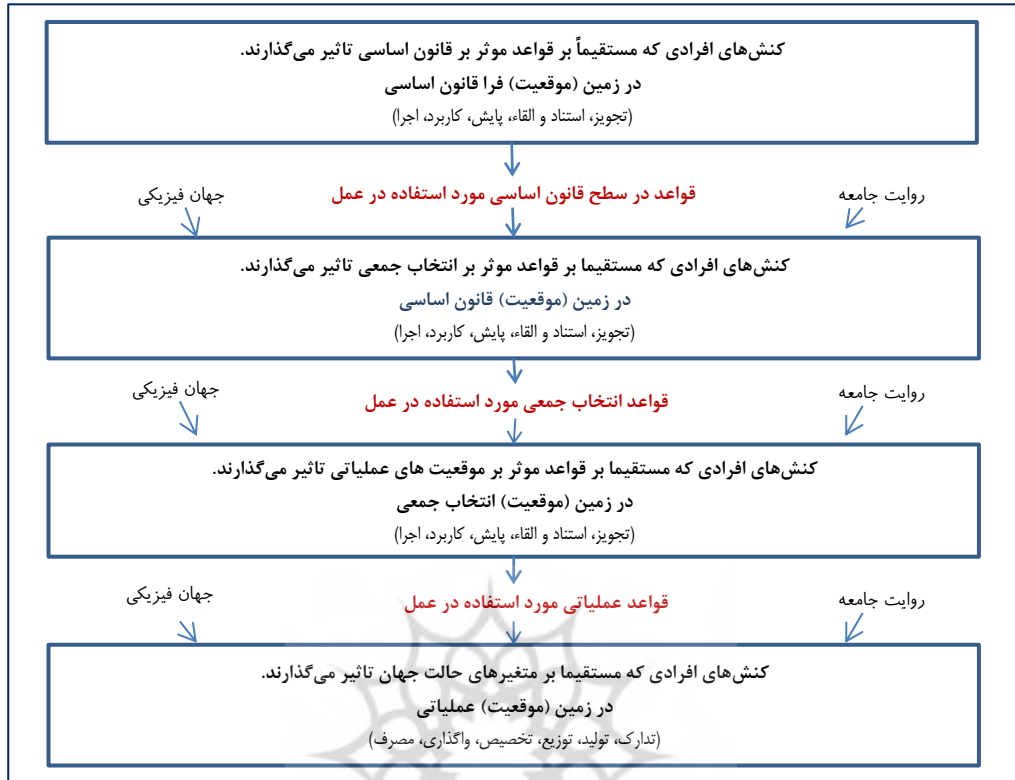 کنش‌های افرادی که مستقیماً بر قواعد موثر بر قانون اساسی تاثیر می‌گذارند.
در زمین (موقعیت) فرا قانون اساسی
(تجویز، استناد و القاء، پایش، کاربرد، اجرا)
روایت جامعه
قواعد در سطح قانون اساسی مورد استفاده در عمل
جهان فیزیکی
کنش‌های افرادی که مستقیما بر قواعد موثر بر انتخاب جمعی تاثیر می‌گذارند.
در زمین (موقعیت) قانون اساسی
(تجویز، استناد و القاء، پایش، کاربرد، اجرا)
روایت جامعه
قواعد انتخاب جمعی مورد استفاده در عمل
جهان فیزیکی
کنش‌های افرادی که مستقیما بر قواعد موثر بر موقعیت های عملیاتی تاثیر می‌گذارند.
در زمین (موقعیت) انتخاب جمعی
(تجویز، استناد و القاء، پایش، کاربرد، اجرا)
روایت جامعه
قواعد عملیاتی مورد استفاده در عمل
جهان فیزیکی
کنش‌های افرادی که مستقیما بر متغیرهای حالت جهان تاثیر می‌گذارند.
در زمین (موقعیت) عملیاتی
(تدارک، تولید، توزیع، تخصیص، واگذاری، مصرف)